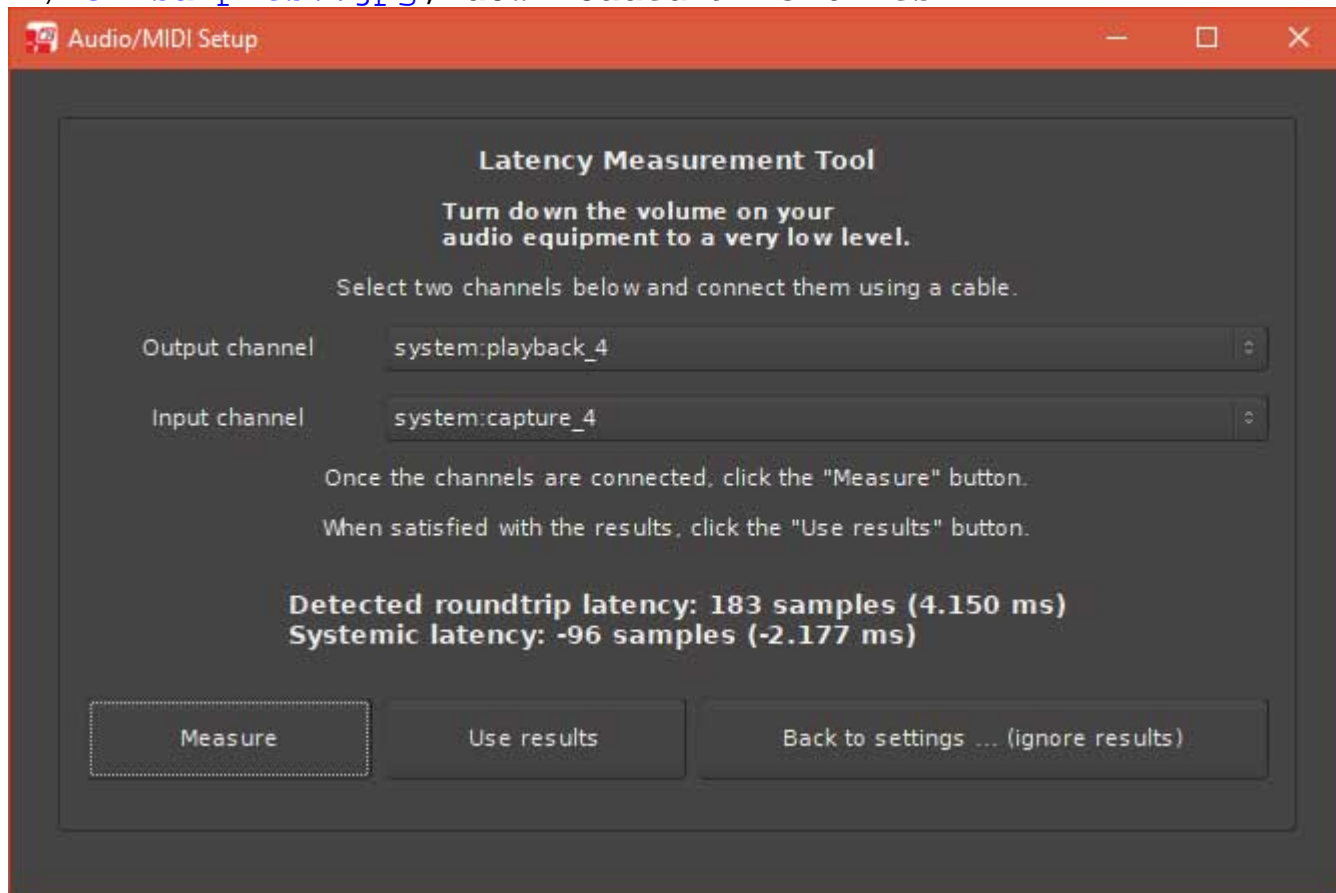 Audio/MIDI Setup
Latency Measurement Tool
Turn down the volume on your
audio equipment to a very low level.
Select two channels below and connect them using a cable.
Output channel system:playback_4
Input channel system:capture_4
Once the channels are connected, click the "Measure" button.
When satisfied with the results, click the "Use results" button.
Detected roundtrip latency: 183 samples (4.150 ms)
Systemic latency: -96 samples (-2.177 ms)
Measure Use results Back to settings ... (ignore results)